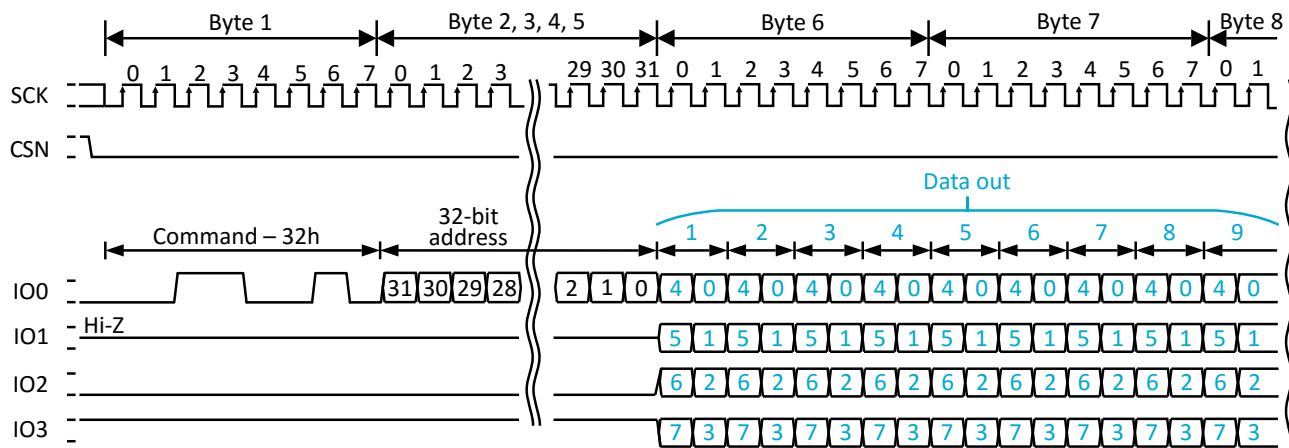 Byte 1 Byte 2, 3, 4, 5 Byte 6 Byte 7 Byte 8
0 1 2 3 4 5 6 7 0 1 2 3 29 30 31 0 1 2 3 4 5 6 7 0 1 2 3 4 5 6 7 0 1
SCK
CSN
Data out
32-bit
Command – 32h address 1 2 3 4 5 6 7 8 9
IO0 31 30 29 28 2 1 0 4 0 4 0 4 0 4 0 4 0 4 0 4 0 4 0 4 0
Hi-Z
IO1 5 1 5 1 5 1 5 1 5 1 5 1 5 1 5 1 5 1
IO2 6 2 6 2 6 2 6 2 6 2 6 2 6 2 6 2 6 2
IO3 7 3 7 3 7 3 7 3 7 3 7 3 7 3 7 3 7 3